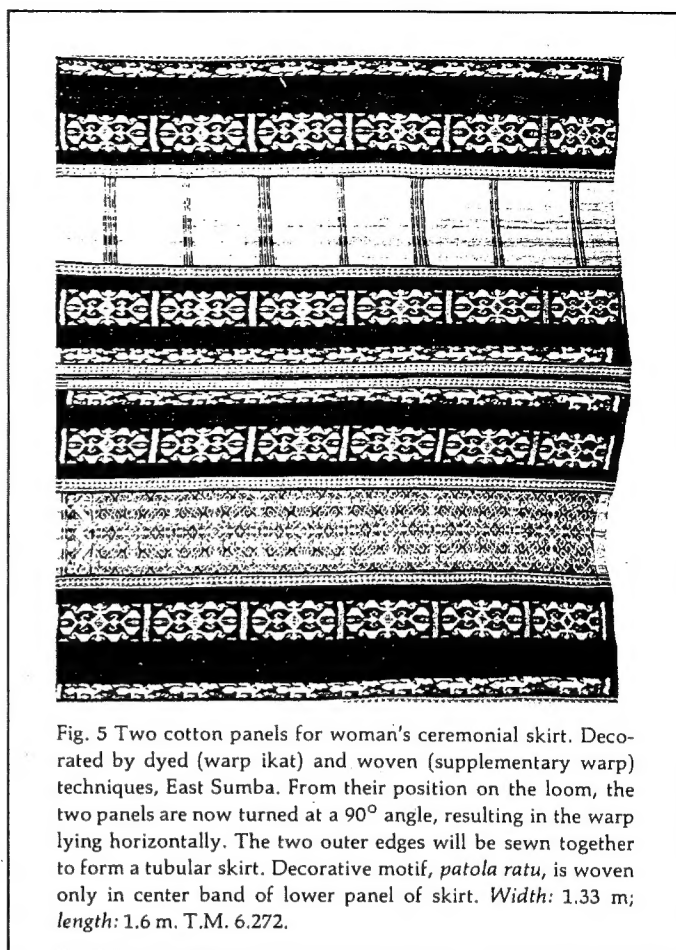 Fig. 5 Two cotton panels for woman's ceremonial skirt. Deco-
rated by dyed (warp ikat) and woven (supplementary warp)
techniques, East Sumba. From their position on the loom, the
two panels are now turned at a 90° angle, resulting in the warp
lying horizontally. The two outer edges will be sewn together
to form a tubular skirt. Decorative motif, patola ratu, is woven
only in center band of lower panel of skirt. Width: 1.33 m;
length: 1.6 m. T.M. 6.272.